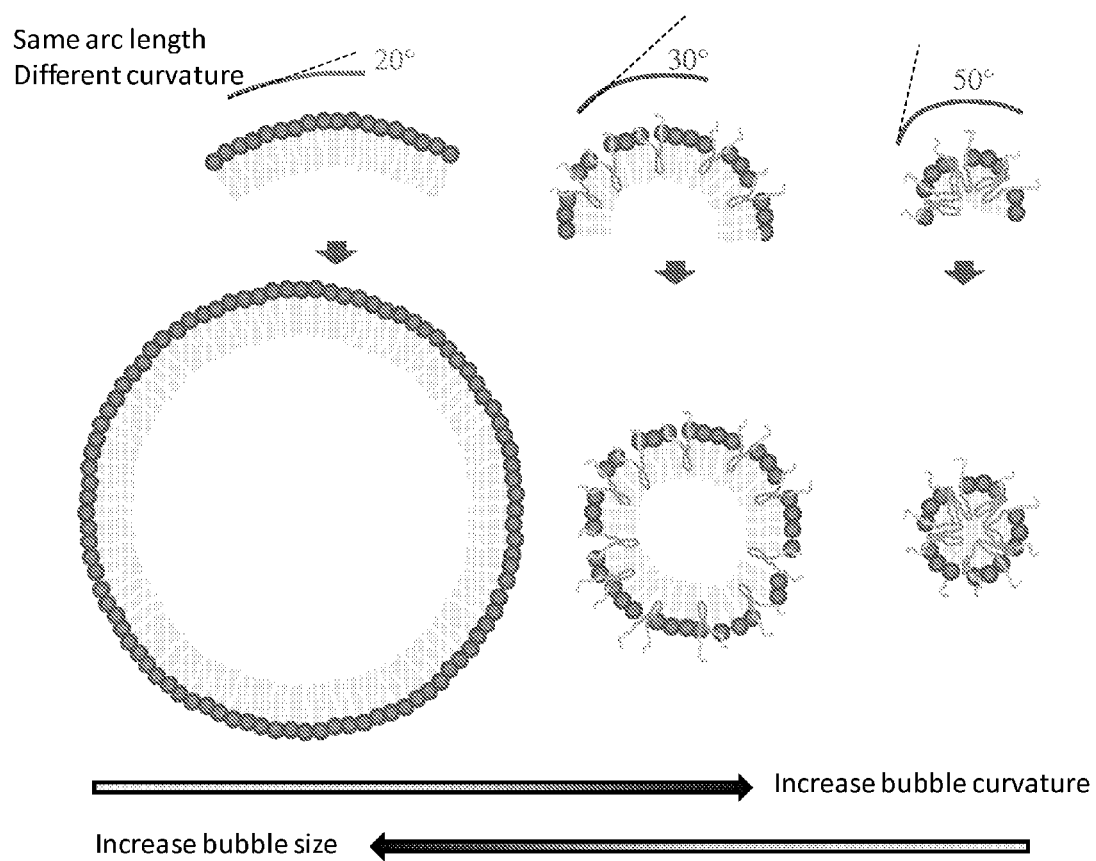 Same arc length
Different curvature
20°
30°
50°
Increase bubble curvature
Increase bubble size